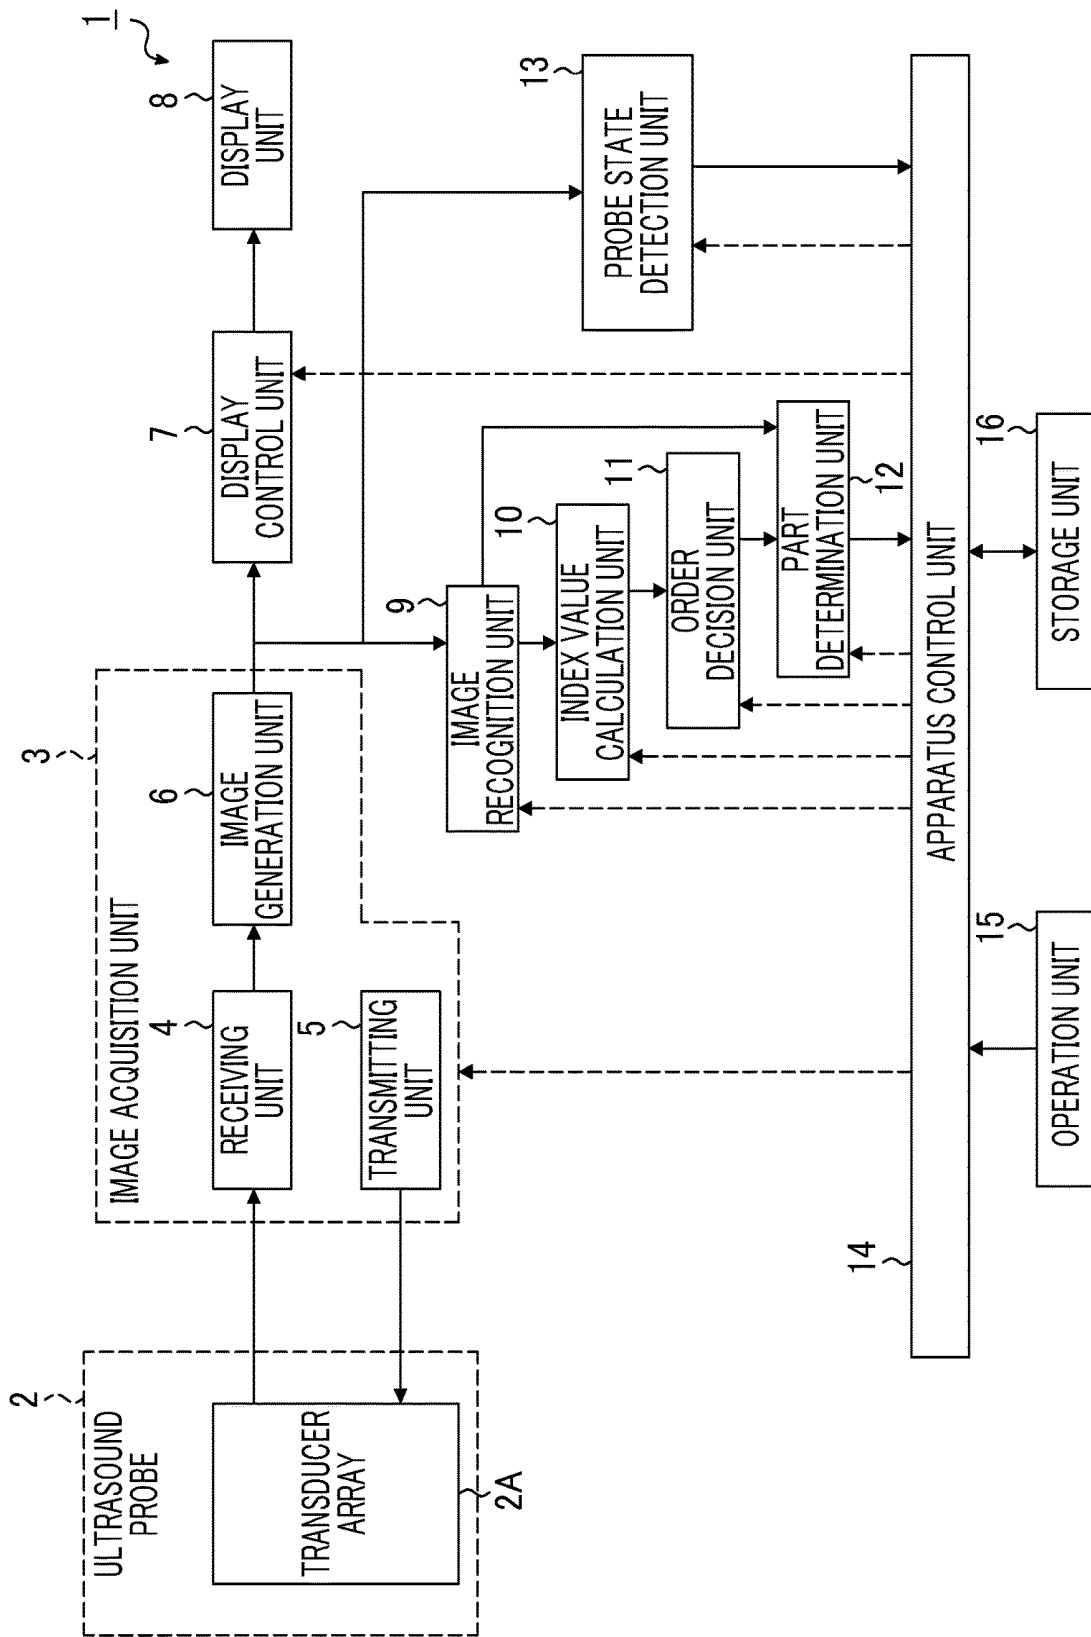 1
2
ULTRASOUND
PROBE
TRANSDUCER
ARRAY
2A
3
IMAGE ACQUISITION UNIT
4
RECEIVING
UNIT
5
TRANSMITTING
UNIT
6
IMAGE
GENERATION UNIT
7
DISPLAY
CONTROL UNIT
8
DISPLAY
UNIT
9
IMAGE
RECOGNITION UNIT
10
INDEX VALUE
CALCULATION UNIT
11
ORDER
DECISION UNIT
PART
DETERMINATION UNIT
12
13
PROBE STATE
DETECTION UNIT
14
APPARATUS CONTROL UNIT
15
OPERATION UNIT
16
STORAGE UNIT